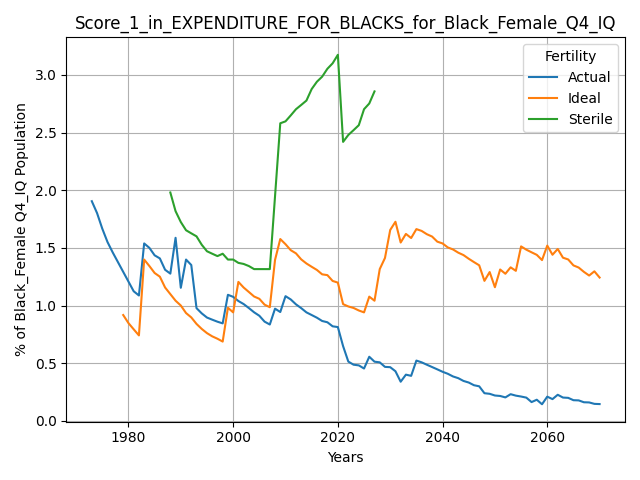 Score_1_in_EXPENDITURE_FOR_BLACKS_for_Black_Female_Q4_IQ
% of Black_Female Q4_IQ Population
3.0
2.5
2.0
1.5
1.0
0.5
0.0
1980 2000 2020 2040 2060
Years
Fertility
Actual
Ideal
Sterile